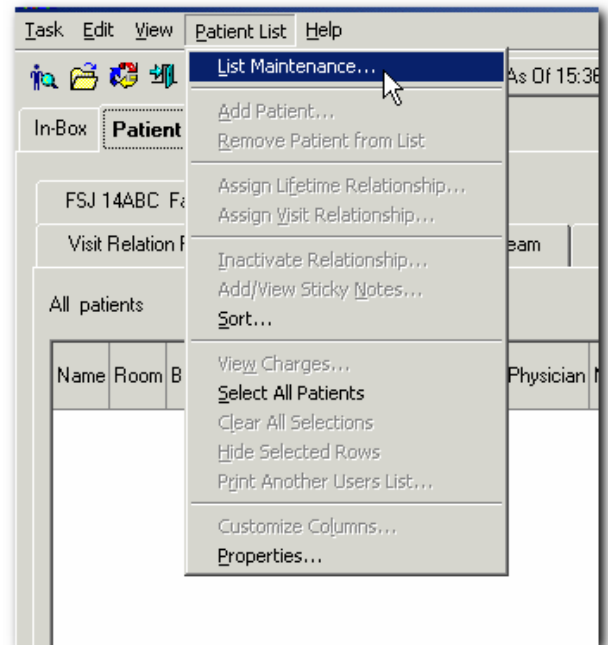 Task Edit View Patient List Help
List Maintenance...
As Of 15:36
Add Patient...
In-Box Patient
Remove Patient from List
Assign Lifetime Relationship...
FSJ 14ABC
Assign Visit Relationship...
Visit Relation
Inactivate Relationship...
Add/View Sticky Notes...
All patients
Sort...
View Charges...
Name Room B Physician
Select All Patients
Clear All Selections
Hide Selected Rows
Print Another Users List...
Customize Columns...
Properties...